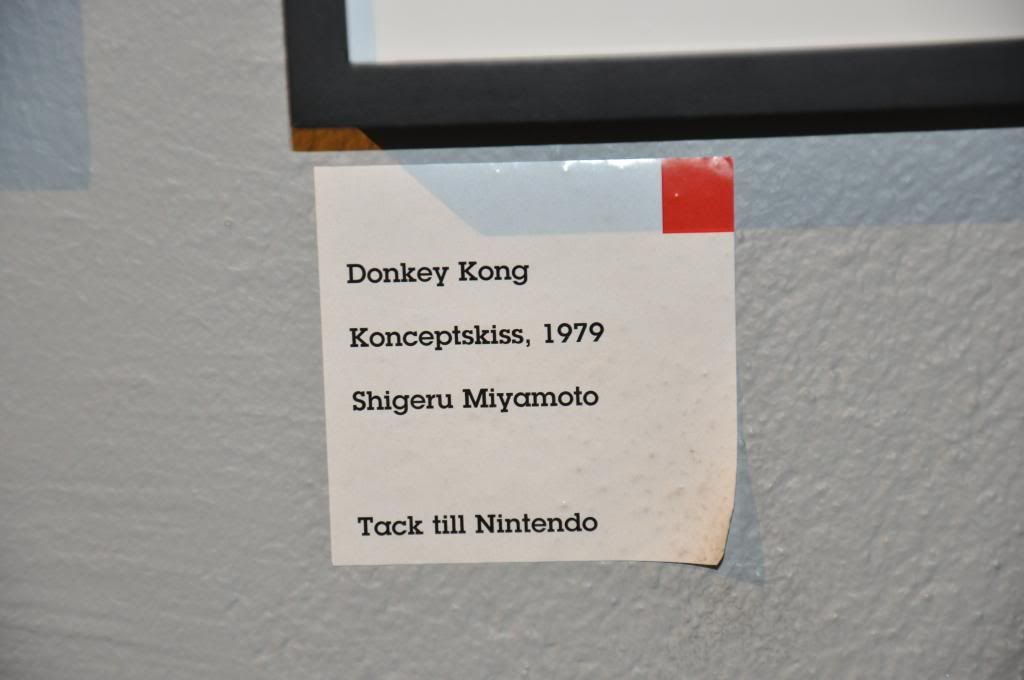 Donkey Kong
Konceptskiss, 1979
Shigeru Miyamoto
Tack till Nintendo